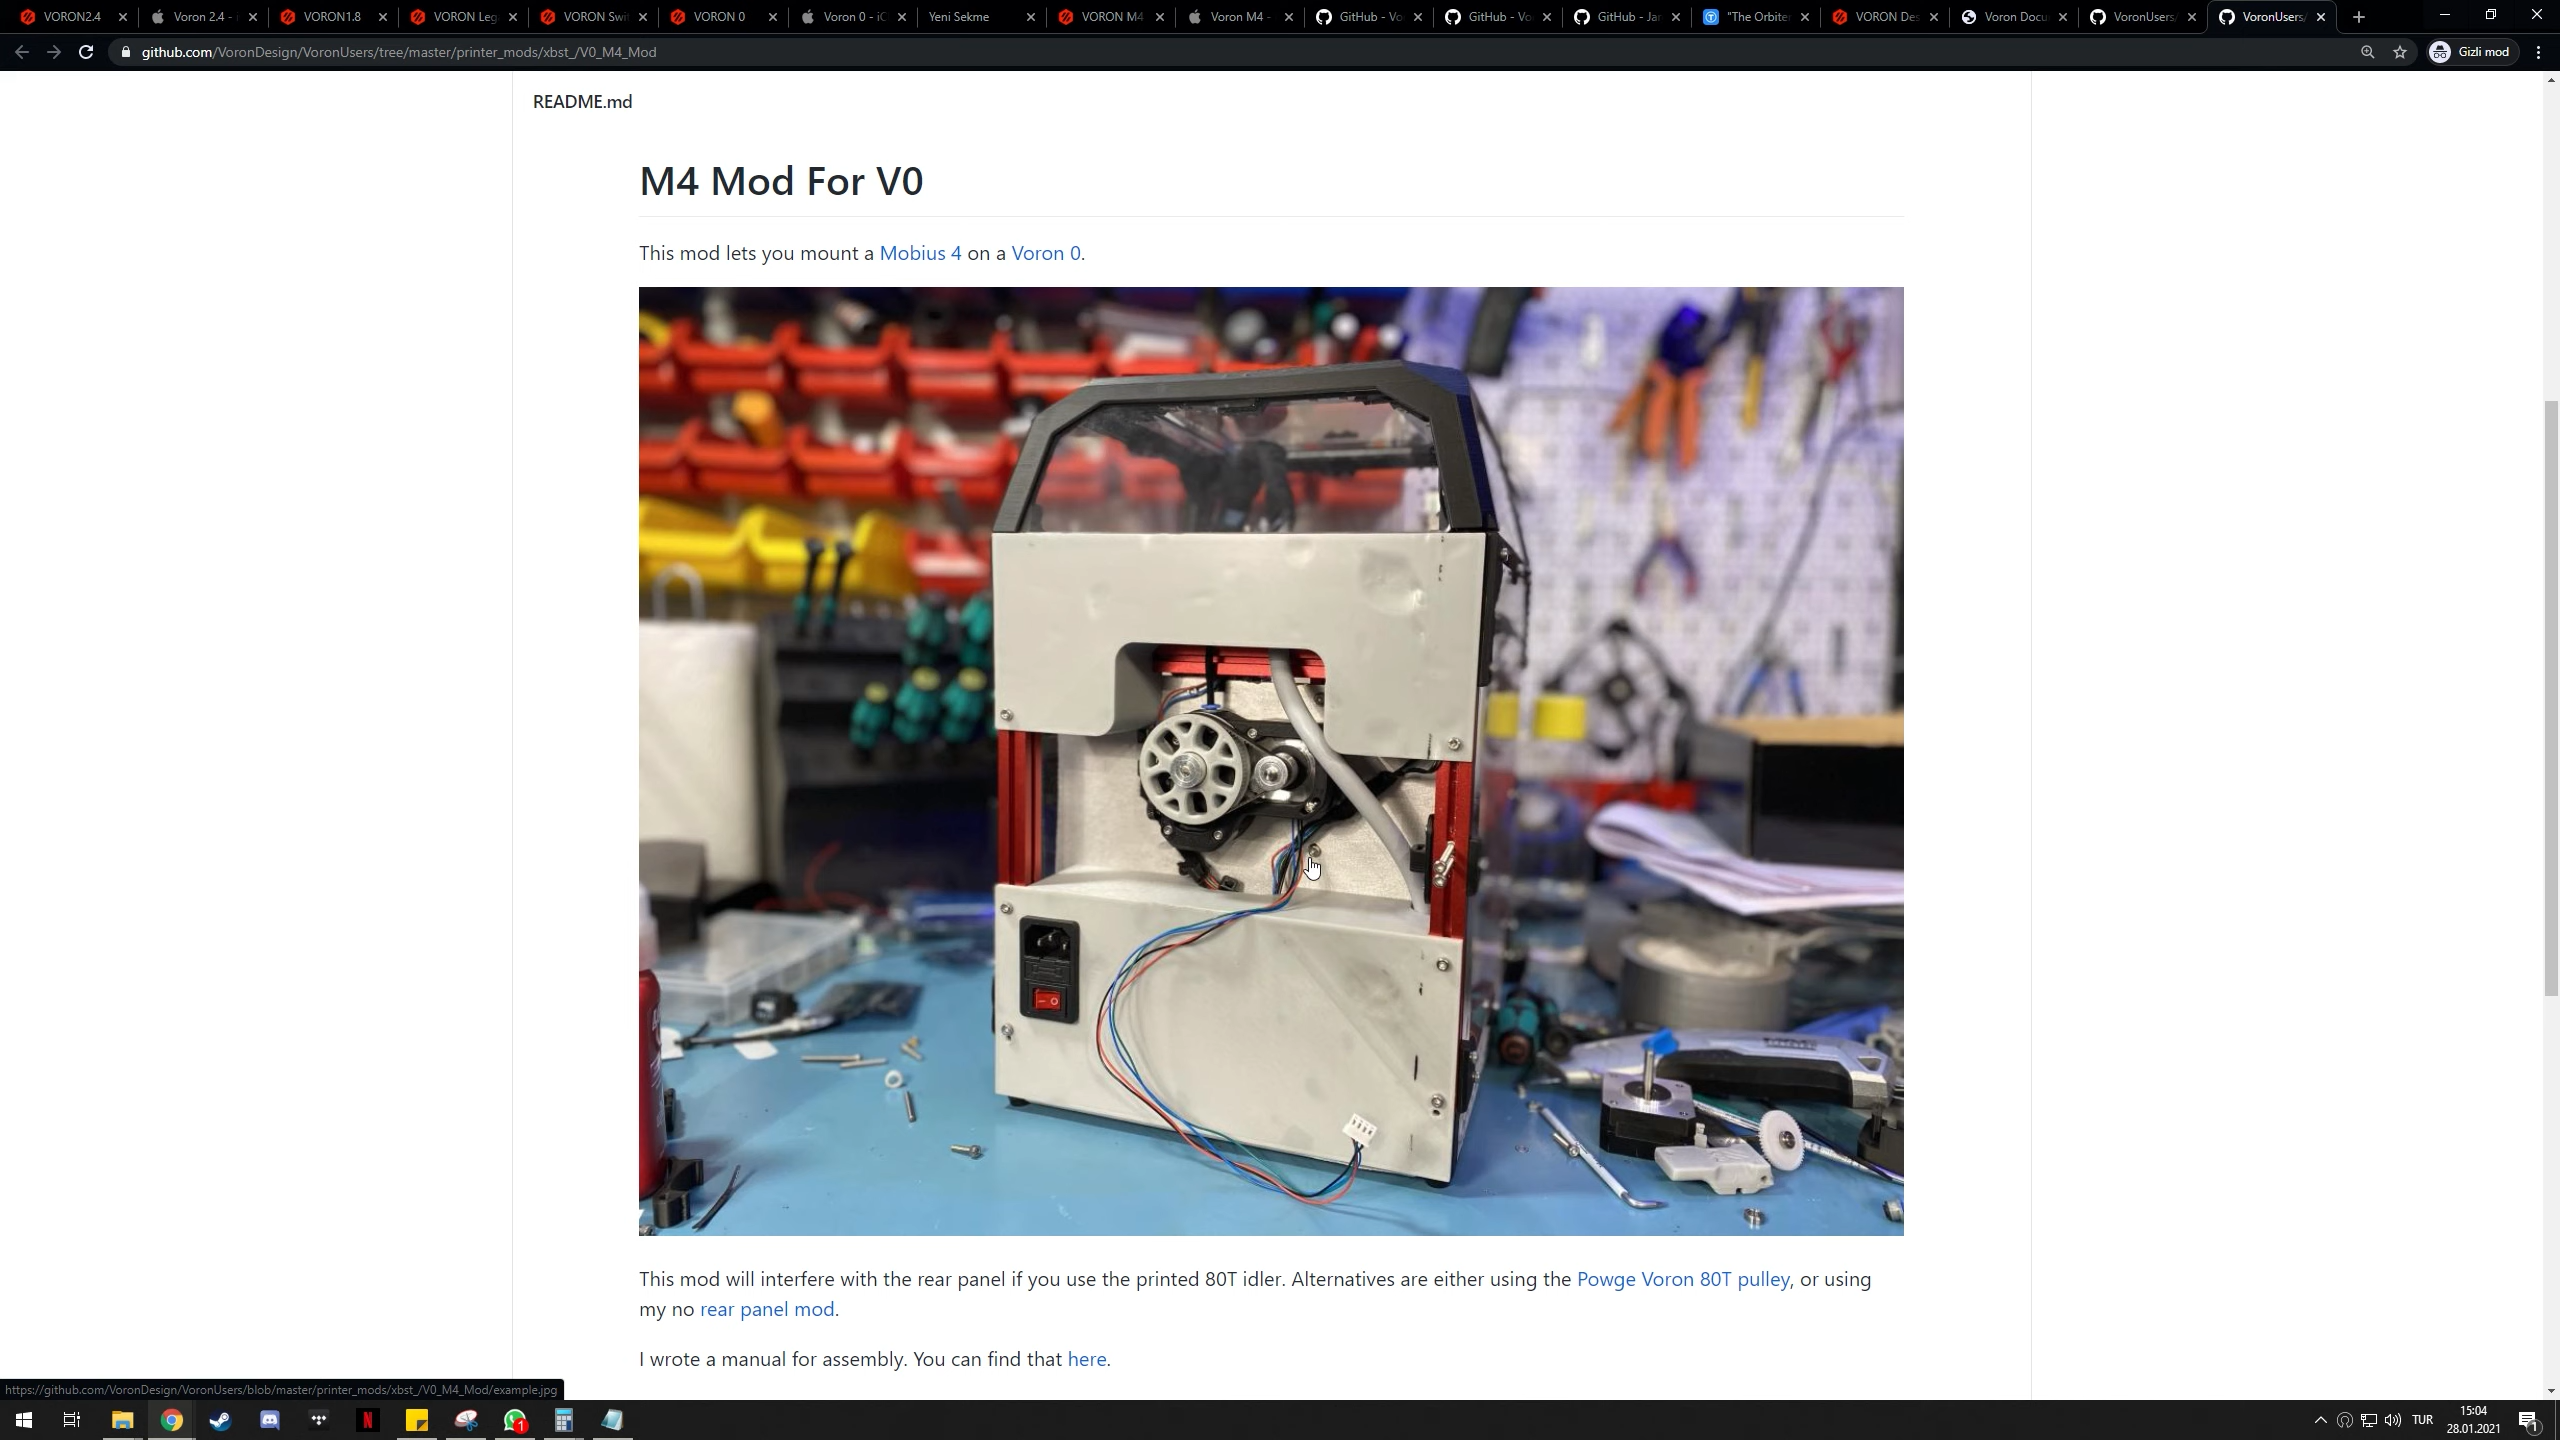 VORON2.4
Voron 2.4 -
VORON1.8
VORON Leg
VORON Swit
VORON 0
Voron 0 - iC
Yeni Sekme
VORON M4
Voron M4 -
GitHub - Vo
GitHub - Vo
GitHub - Jar
"The Orbiter
VORON Des
Voron Docu
VoronUsers/
VoronUsers/
github.com/VoronDesign/VoronUsers/tree/master/printer_mods/xbst_/V0_M4_Mod
Gizli mod
README.md
M4 Mod For V0
This mod lets you mount a Mobius 4 on a Voron 0.
This mod will interfere with the rear panel if you use the printed 80T idler. Alternatives are either using the Powge Voron 80T pulley, or using
my no rear panel mod.
I wrote a manual for assembly. You can find that here.
https://github.com/VoronDesign/VoronUsers/blob/master/printer_mods/xbst_/V0_M4_Mod/example.jpg
1
TUR
15:04
28.01.2021
1